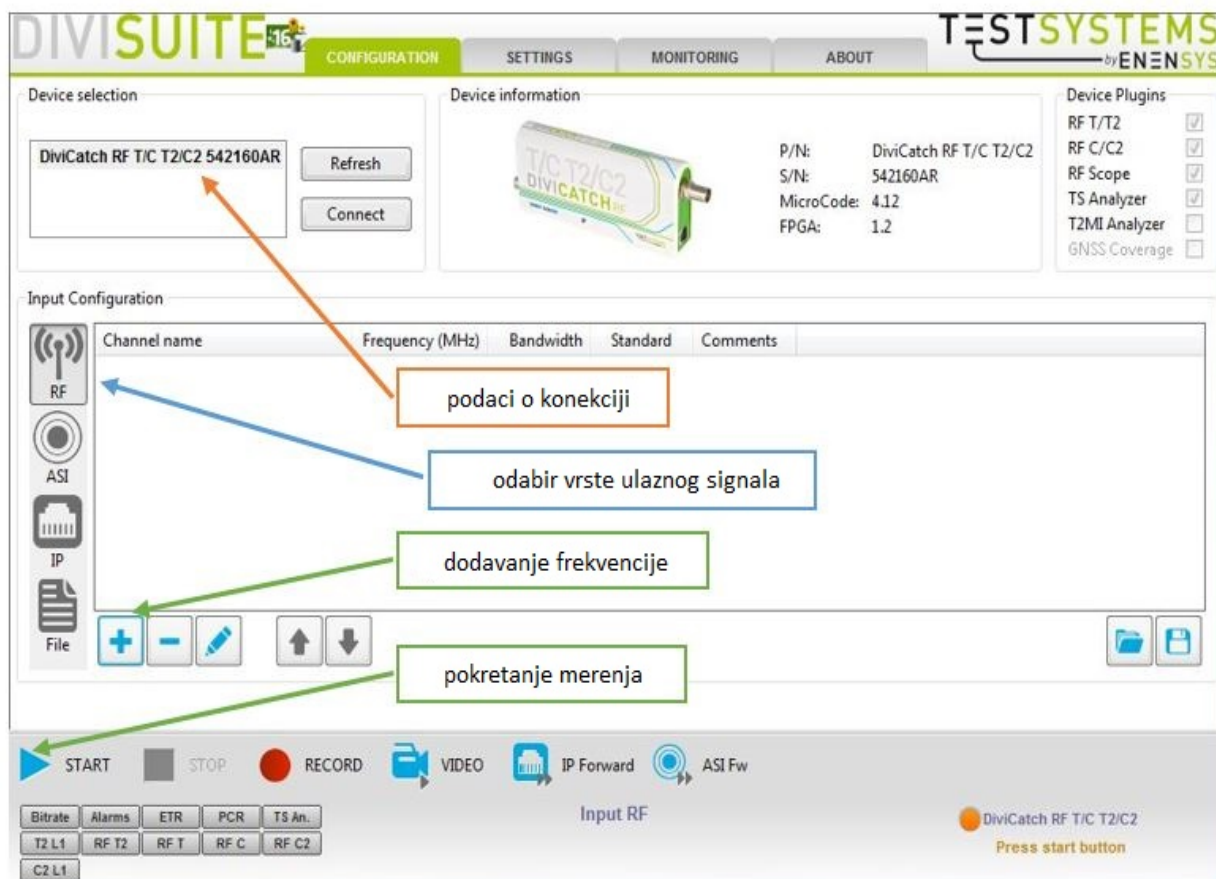 DIVISUITE
CONFIGURATION
SETTINGS
MONITORING
ABOUT
TESTSYSTEMS
by ENENSYS
Device selection
DiviCatch RF T/C T2/C2 542160AR
Refresh
Connect
Device information
T/C T2/C2
DIVICATCH RF
P/N: DiviCatch RF T/C T2/C2
S/N: 542160AR
MicroCode: 4.12
FPGA: 1.2
Device Plugins
RF T/T2
RF C/C2
RF Scope
TS Analyzer
T2MI Analyzer
GNSS Coverage
Input Configuration
RF
ASI
IP
File
Channel name Frequency (MHz) Bandwidth Standard Comments
podaci o konekciji
odabir vrste ulaznog signala
dodavanje frekvencije
pokretanje merenja
START
STOP
RECORD
VIDEO
IP Forward
ASI Fw
Bitrate Alarms ETR PCR TS An.
T2 L1 RF T2 RF T RF C RF C2
C2 L1
Input RF
DiviCatch RF T/C T2/C2
Press start button